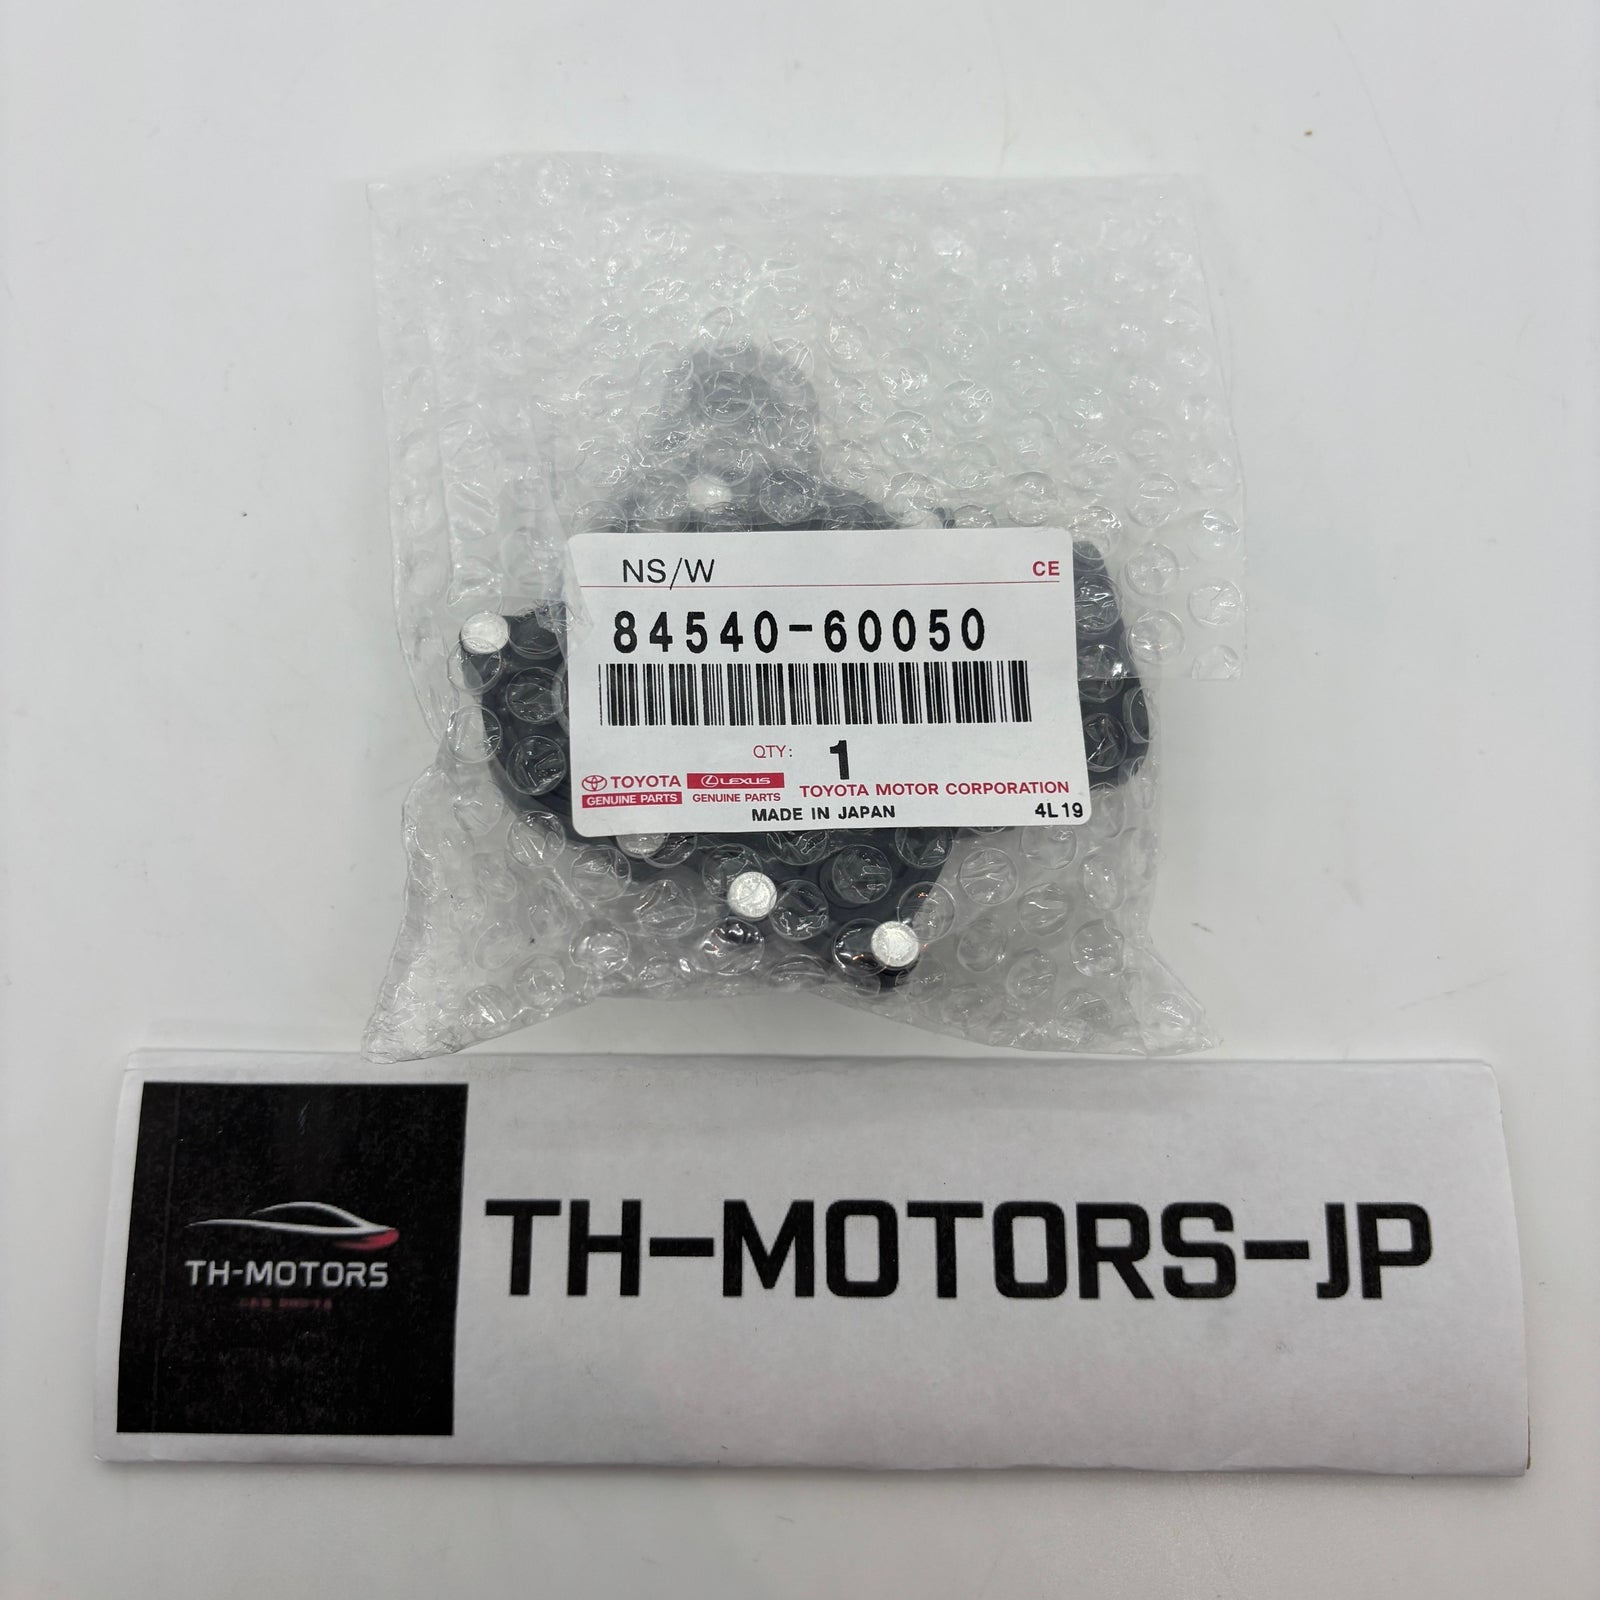 NS/W CE
84540-60050
QTY: 1
TOYOTA LEXUS
GENUINE PARTS GENUINE PARTS TOYOTA MOTOR CORPORATION
MADE IN JAPAN 4L19
TH-MOTORS-JP
TH-MOTORS